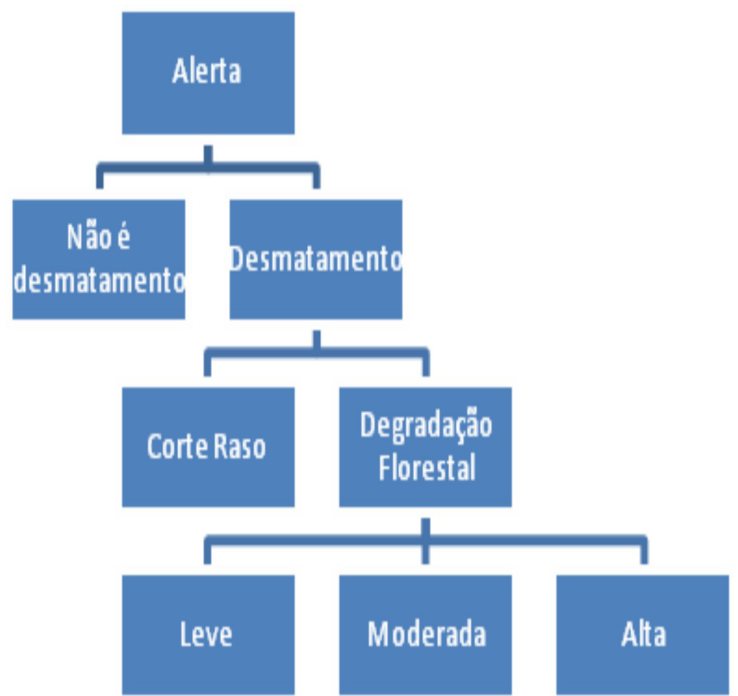 Alerta
Não é
desmatamento
Desmatamento
Corte Raso
Degradação
Florestal
Leve
Moderada
Alta